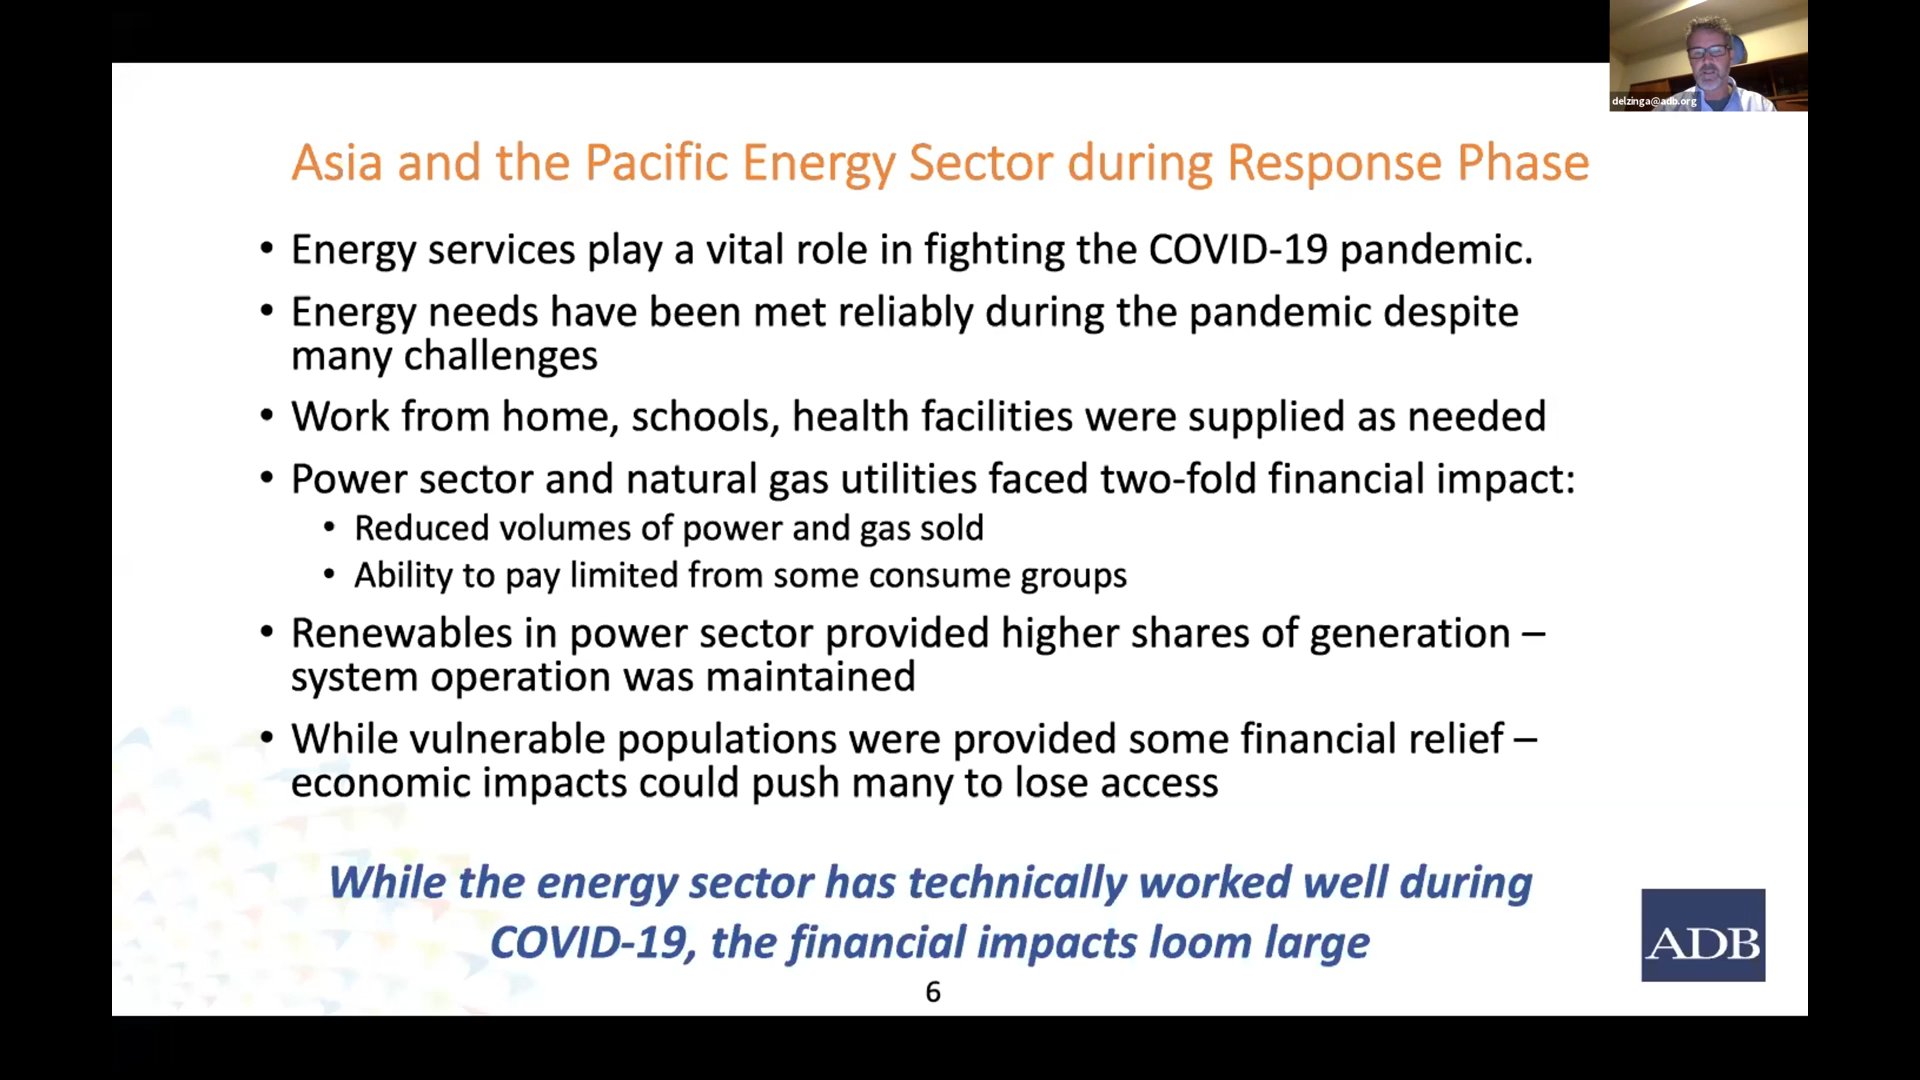 delzinga@adb.org
Asia and the Pacific Energy Sector during Response Phase
• Energy services play a vital role in fighting the COVID-19 pandemic.
• Energy needs have been met reliably during the pandemic despite
many challenges
• Work from home, schools, health facilities were supplied as needed
• Power sector and natural gas utilities faced two-fold financial impact:
• Reduced volumes of power and gas sold
• Ability to pay limited from some consume groups
• Renewables in power sector provided higher shares of generation –
system operation was maintained
• While vulnerable populations were provided some financial relief –
economic impacts could push many to lose access
While the energy sector has technically worked well during
COVID-19, the financial impacts loom large
ADB
6